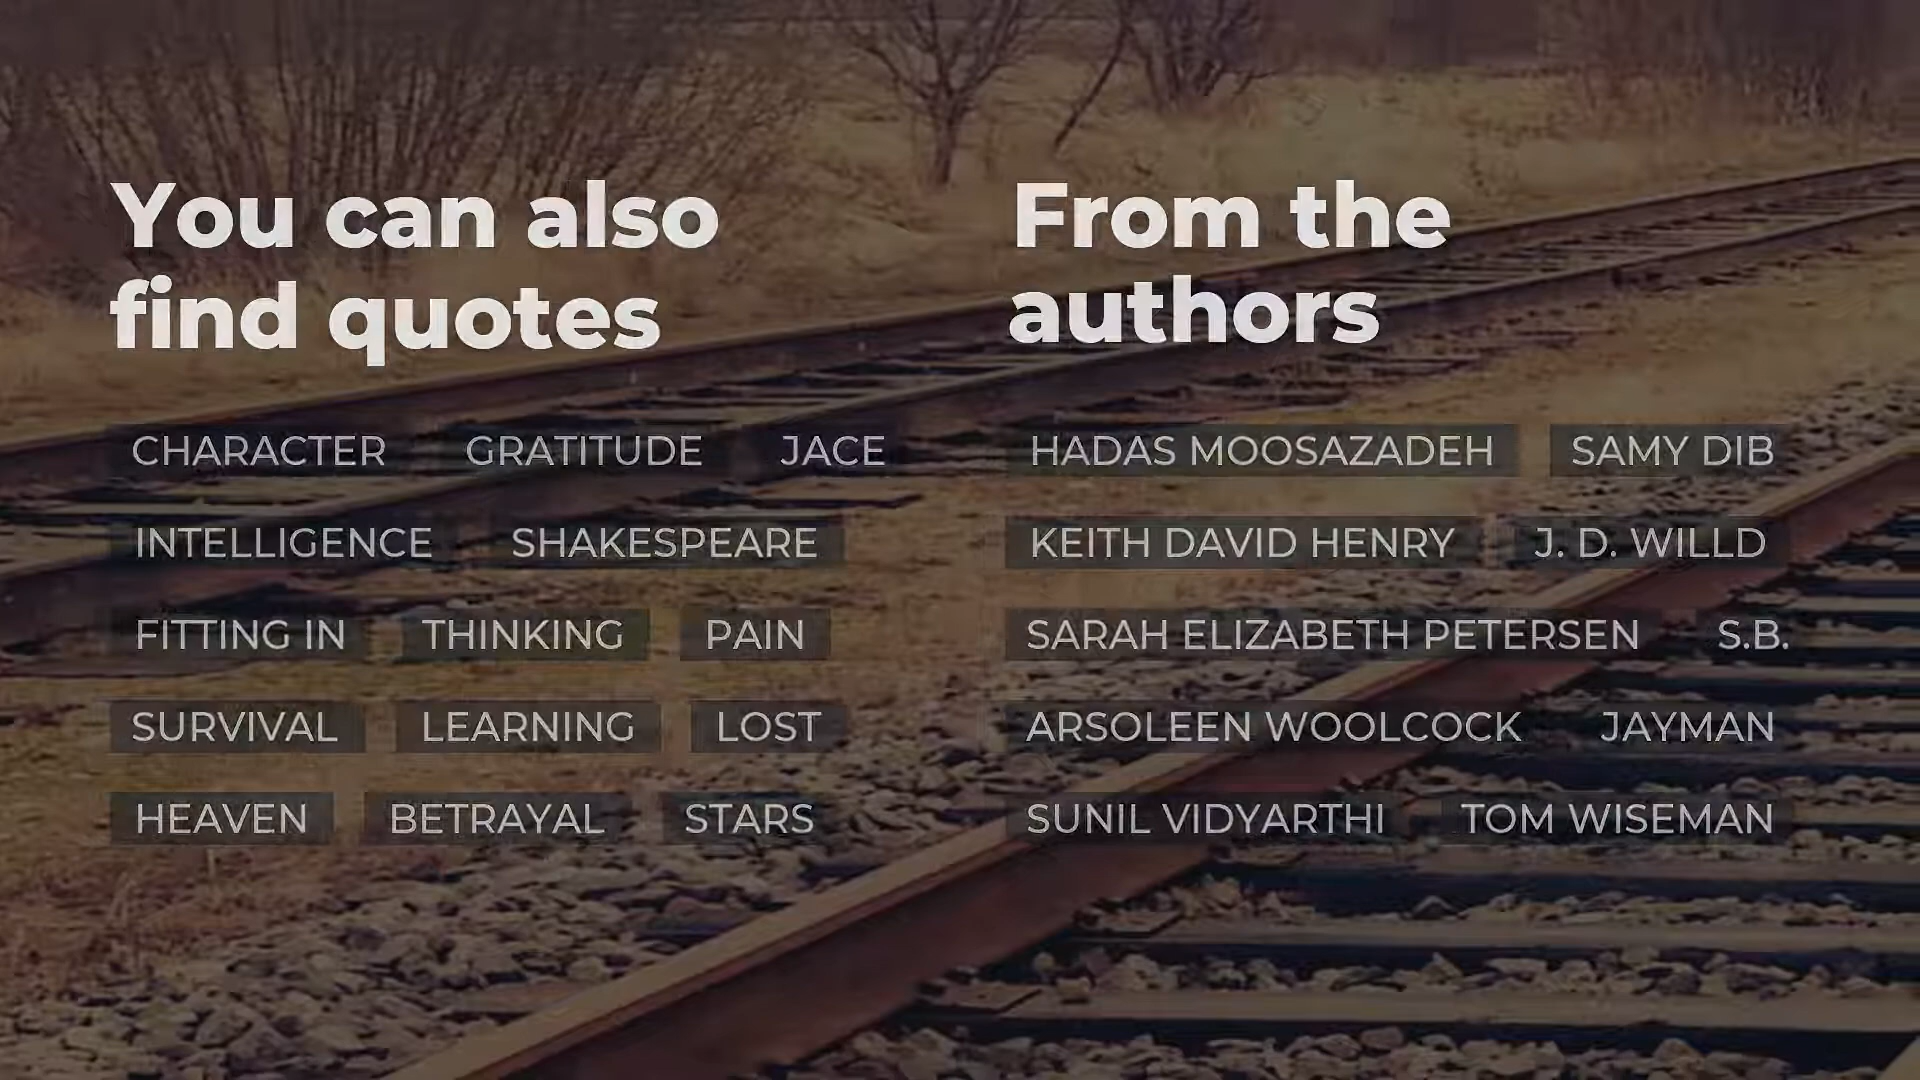 You can also
find quotes
CHARACTER GRATITUDE JACE
INTELLIGENCE SHAKESPEARE
FITTING IN THINKING PAIN
SURVIVAL LEARNING LOST
HEAVEN BETRAYAL STARS
From the
authors
HADAS MOOSAZADEH SAMY DIB
KEITH DAVID HENRY J. D. WILLD
SARAH ELIZABETH PETERSEN S.B.
ARSOLEEN WOOLCOCK JAYMAN
SUNIL VIDYARTHI TOM WISEMAN